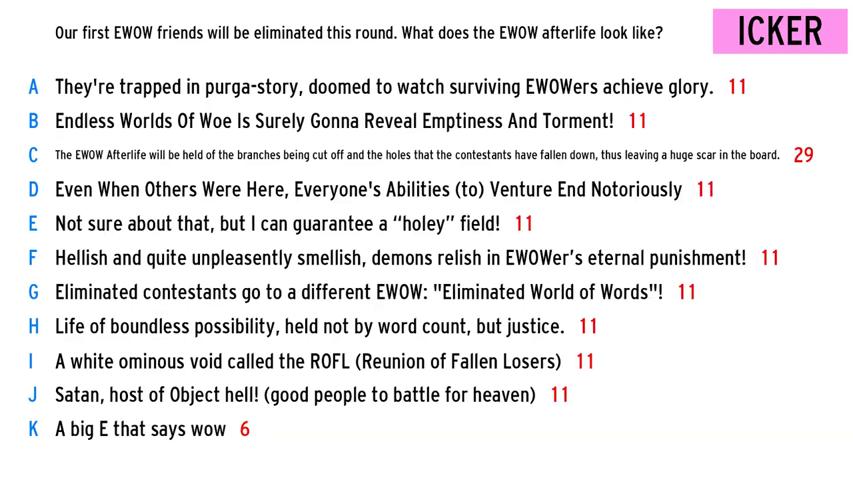 Our first EWOW friends will be eliminated this round. What does the EWOW afterlife look like?
ICKER
A They're trapped in purga-story, doomed to watch surviving EWOWers achieve glory. 11
B Endless Worlds Of Woe Is Surely Gonna Reveal Emptiness And Torment! 11
C The EWOW Afterlife will be held of the branches being cut off and the holes that the contestants have fallen down, thus leaving a huge scar in the board. 29
D Even When Others Were Here, Everyone's Abilities (to) Venture End Notoriously 11
E Not sure about that, but I can guarantee a “holey” field! 11
F Hellish and quite unpleasently smellish, demons relish in EWOWer’s eternal punishment! 11
G Eliminated contestants go to a different EWOW: "Eliminated World of Words"! 11
H Life of boundless possibility, held not by word count, but justice. 11
I A white ominous void called the ROFL (Reunion of Fallen Losers) 11
J Satan, host of Object hell! (good people to battle for heaven) 11
K A big E that says wow 6